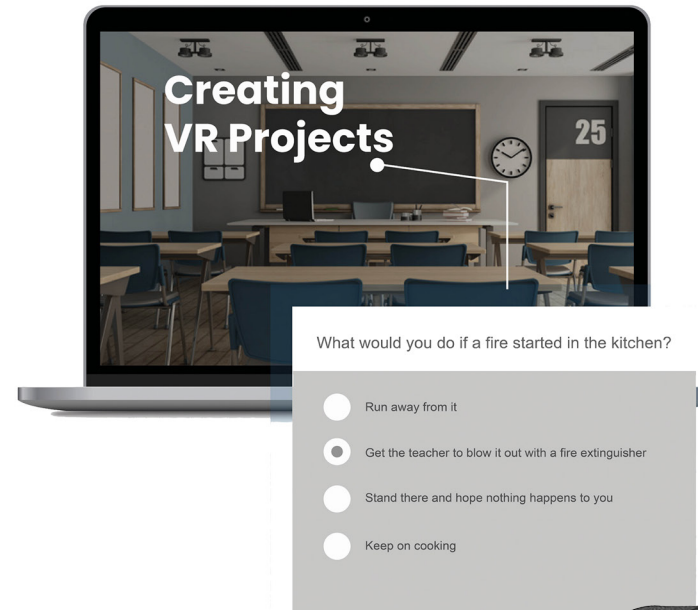 Creating
VR Projects
25
What would you do if a fire started in the kitchen?
Run away from it
Get the teacher to blow it out with a fire extinguisher
Stand there and hope nothing happens to you
Keep on cooking